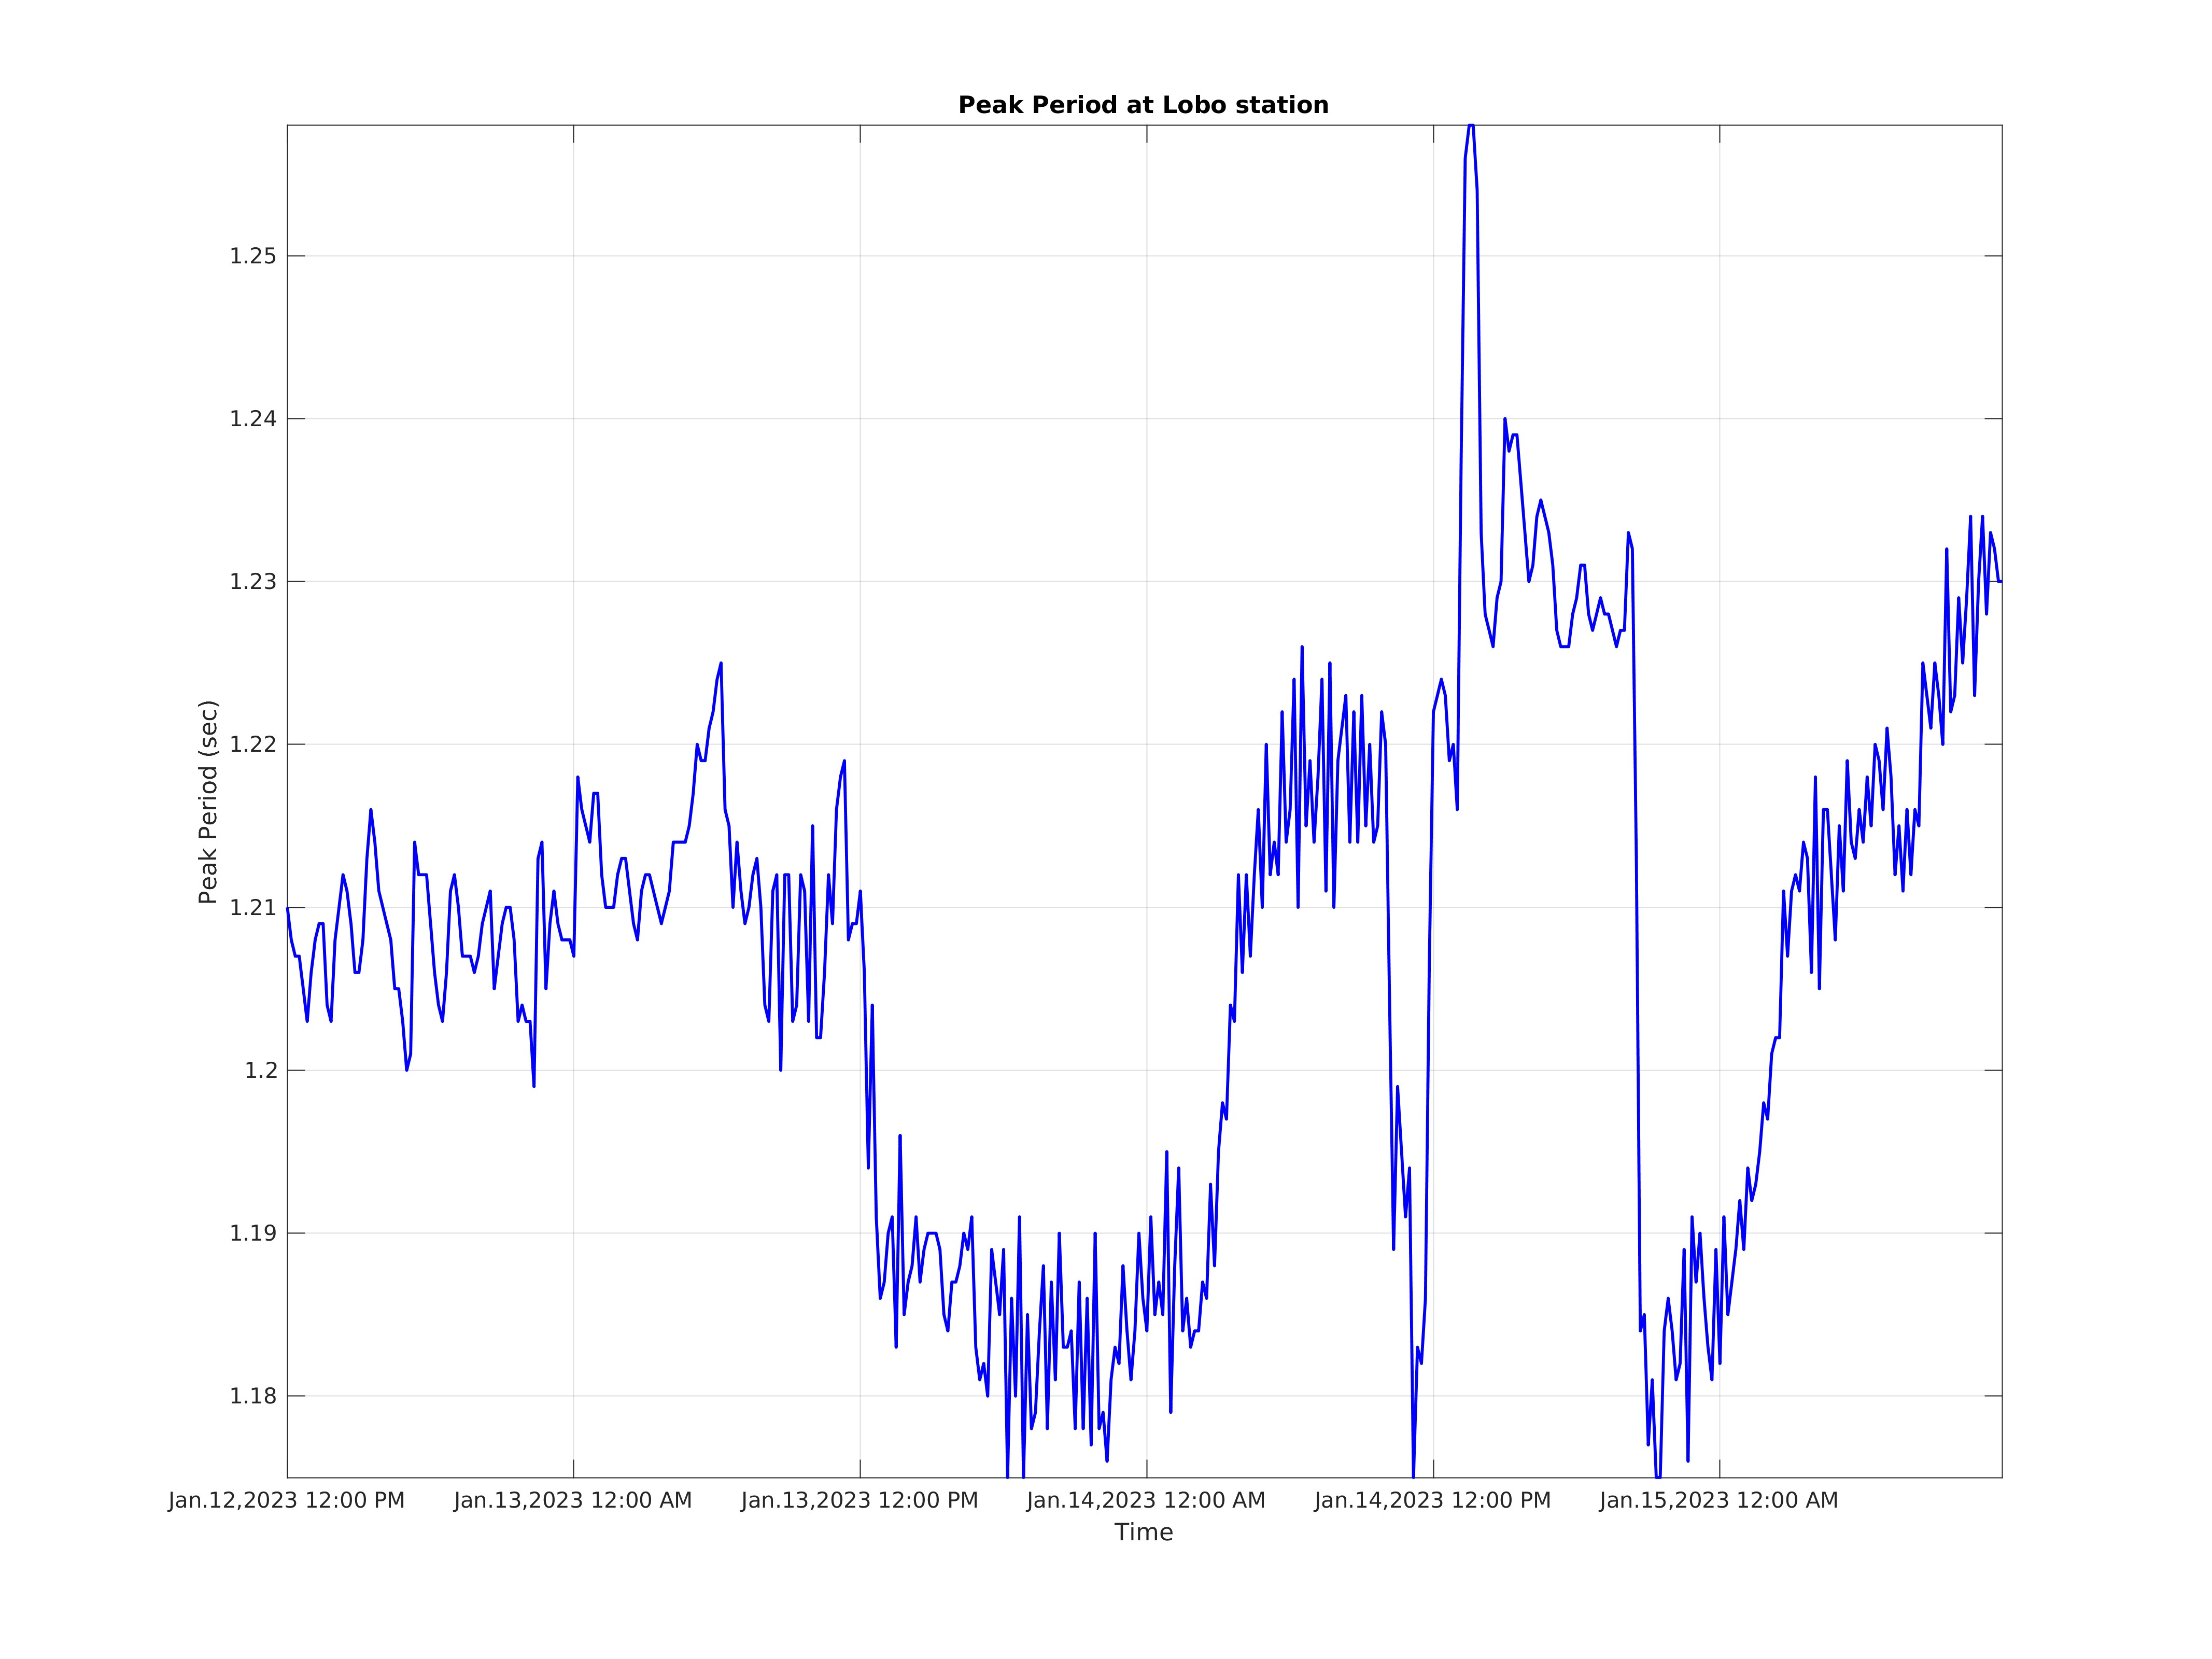 Peak Period at Lobo station
Peak Period (sec)
1.25
1.24
1.23
1.22
1.21
1.2
1.19
1.18
Jan.12,2023 12:00 PM
Jan.13,2023 12:00 AM
Jan.13,2023 12:00 PM
Jan.14,2023 12:00 AM
Jan.14,2023 12:00 PM
Jan.15,2023 12:00 AM
Time